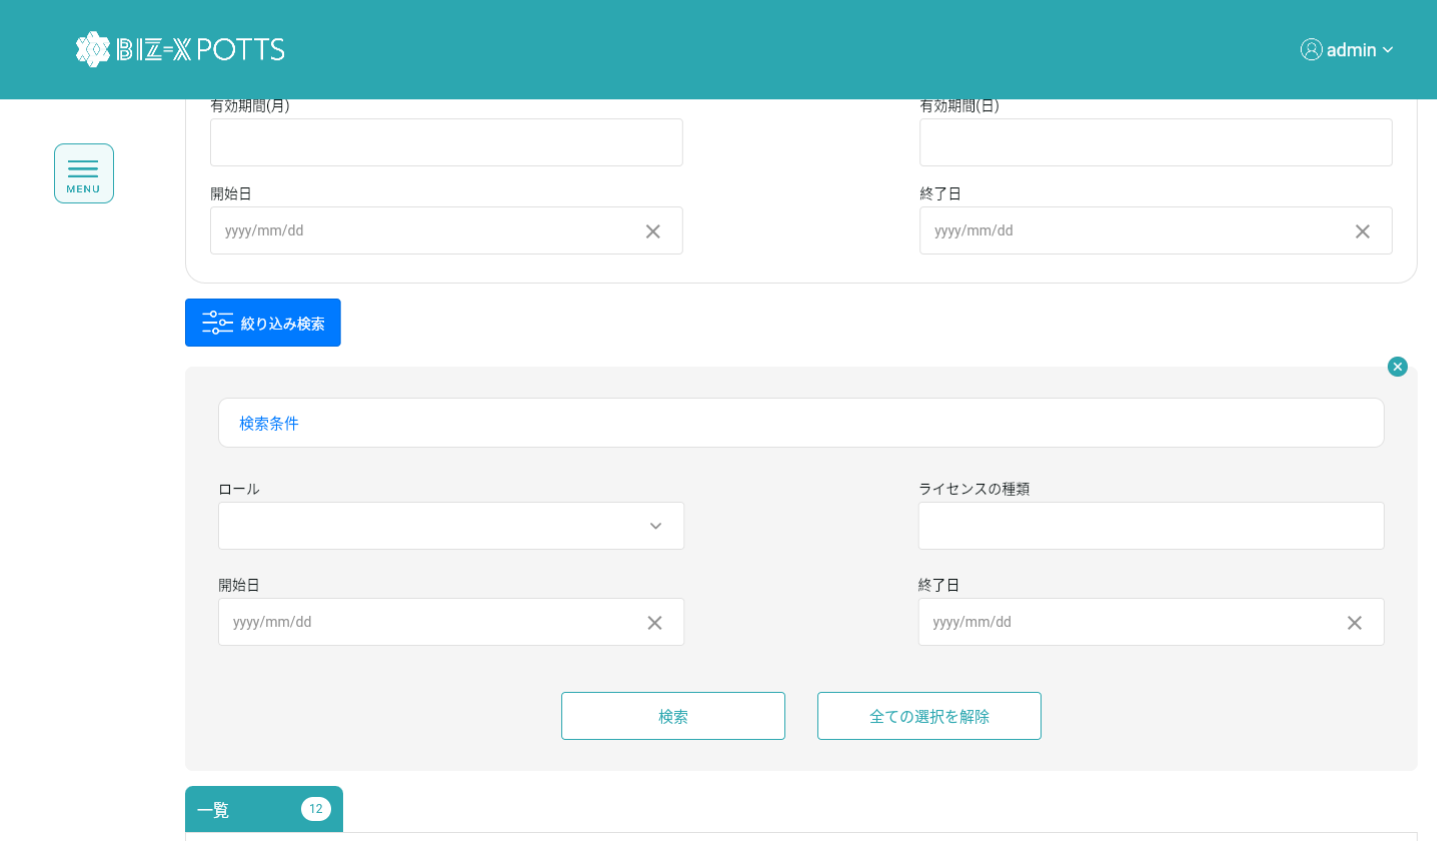 BIZ=X POTTS
admin
有効期間(月)
有効期間(日)
MENU
開始日
終了日
yyyy/mm/dd
yyyy/mm/dd
絞り込み検索
検索条件
ロール
ライセンスの種類
開始日
終了日
yyyy/mm/dd
yyyy/mm/dd
検索
全ての選択を解除
一覧
12